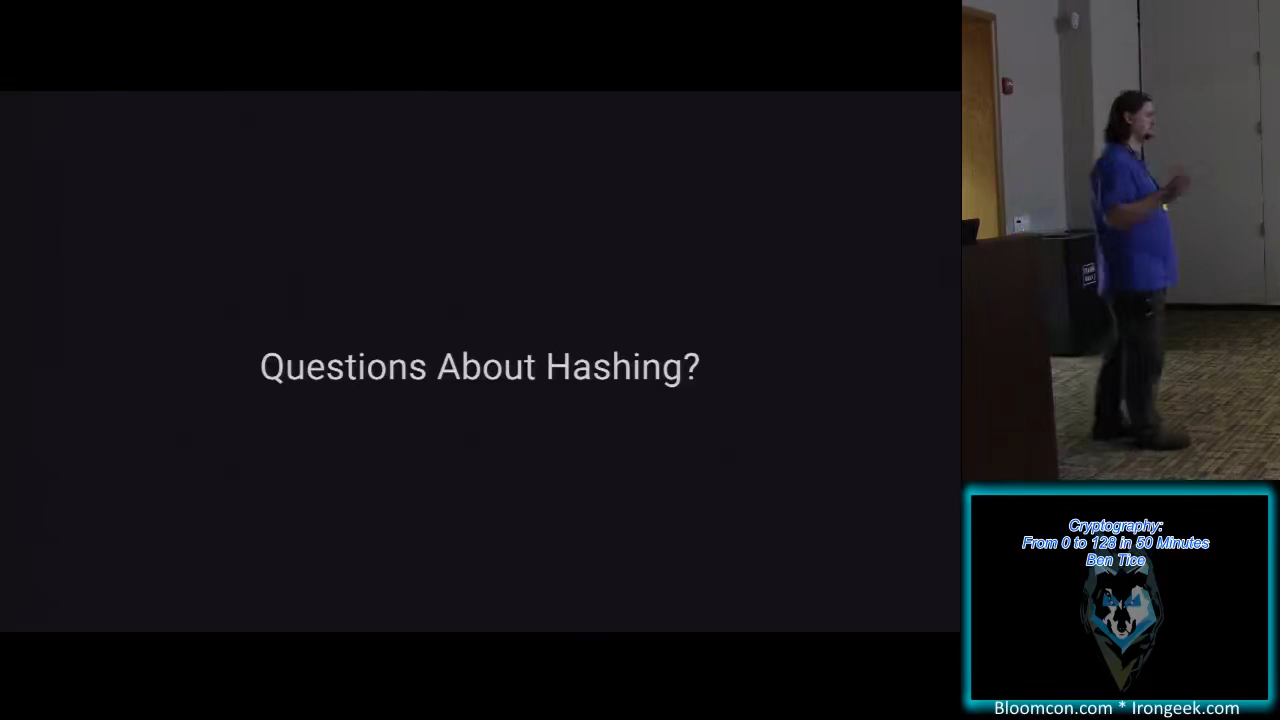 Questions About Hashing?
Cryptography:
From 0 to 128 in 50 Minutes
Ben Tice
Bloomcon.com * Irongeek.com